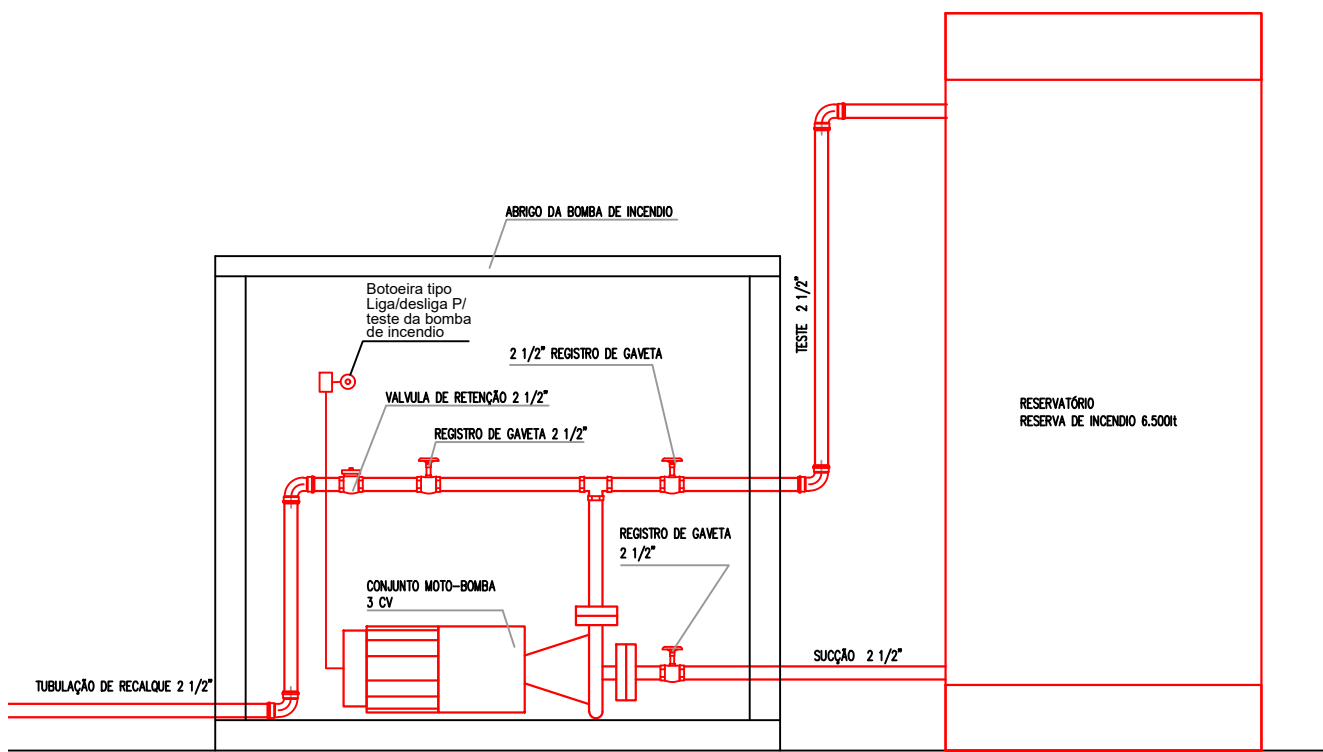 ABRIGO DA BOMBA DE INCENDIO
Botoeira tipo
Liga/desliga P/
teste da bomba
de incendio
TESTE 2 1/2"
2 1/2" REGISTRO DE GAVETA
VALVULA DE RETENÇÃO 2 1/2"
REGISTRO DE GAVETA 2 1/2"
RESERVATÓRIO
RESERVA DE INCENDIO 6.500lt
REGISTRO DE GAVETA
2 1/2"
CONJUNTO MOTO-BOMBA
3 CV
SUCÇÃO 2 1/2"
TUBULAÇÃO DE RECALQUE 2 1/2"